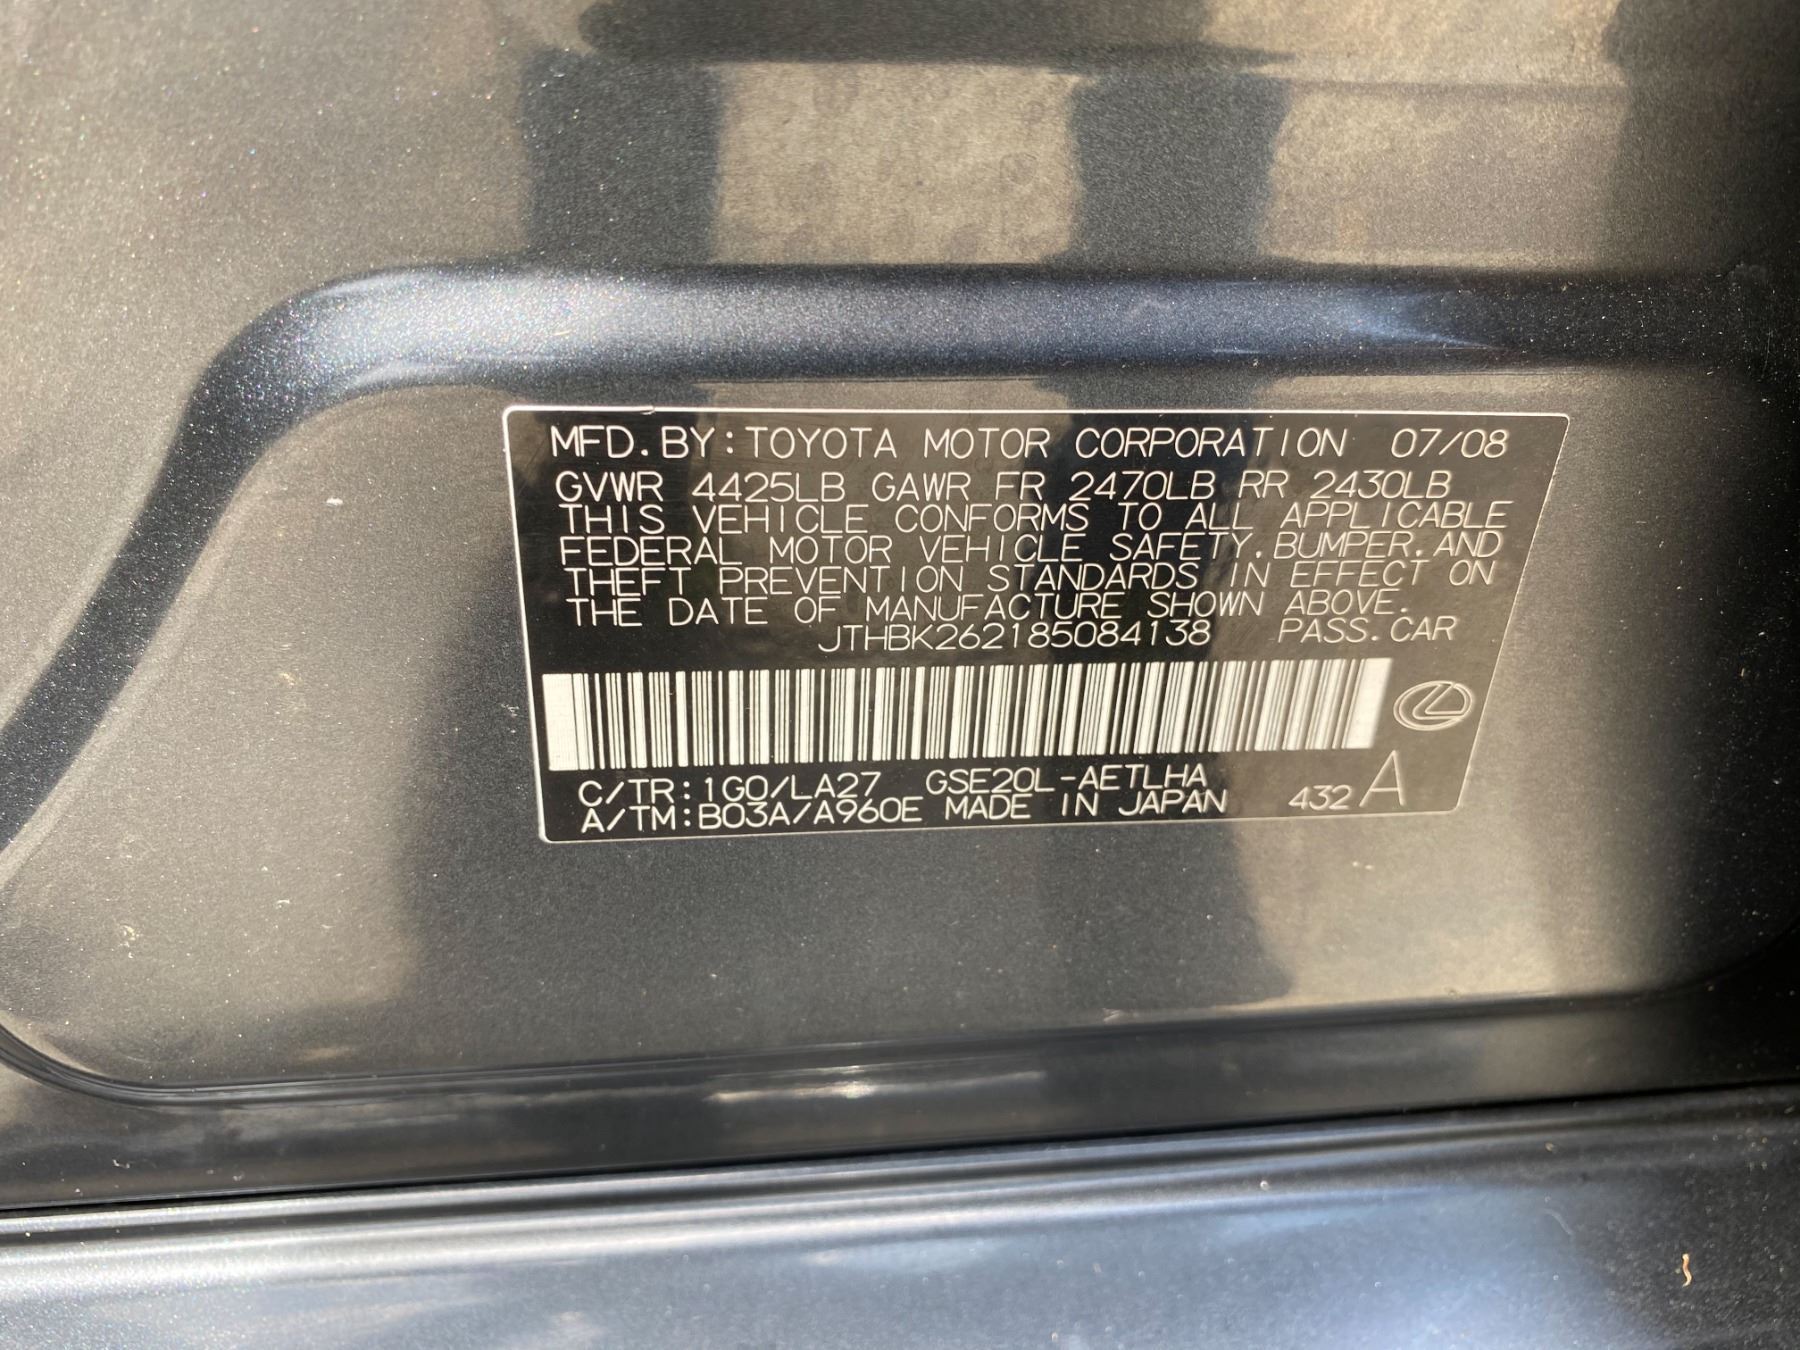 MFD. BY: TOYOTA MOTOR CORPORATION 07/08
GVWR 4425LB GAWR FR 2470LB RR 2430LB
THIS VEHICLE CONFORMS TO ALL APPLICABLE
FEDERAL MOTOR VEHICLE SAFETY. BUMPER. AND
THEFT PREVENTION STANDARDS IN EFFECT ON
THE DATE OF MANUFACTURE SHOWN ABOVE.
JTHBK262185084138 PASS. CAR
C/TR: 1G0/LA27 GSE20L-AETLHA
A/TM: B03A/A960E MADE IN JAPAN 432 A